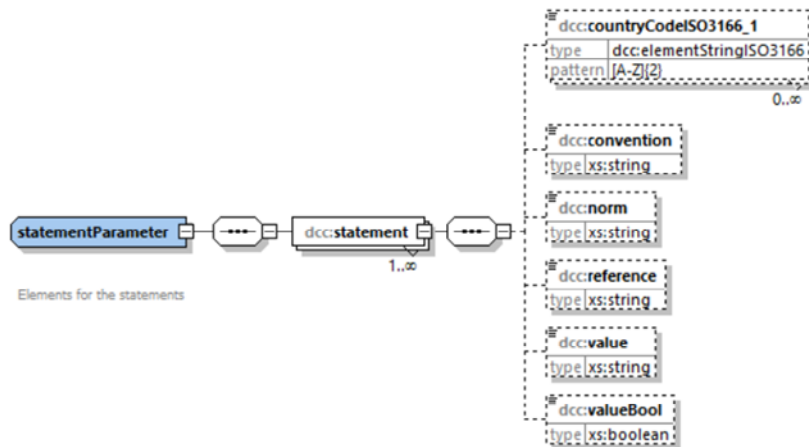 dcc:countryCodeISO3166_1
type dcc:elementStringISO3166
pattern [A-Z]{2}
0..∞
dcc:convention
type xs:string
dcc:norm
type xs:string
statementParameter
dcc:statement
1..∞
Elements for the statements
dcc:reference
type xs:string
dcc:value
type xs:string
dcc:valueBool
type xs:boolean